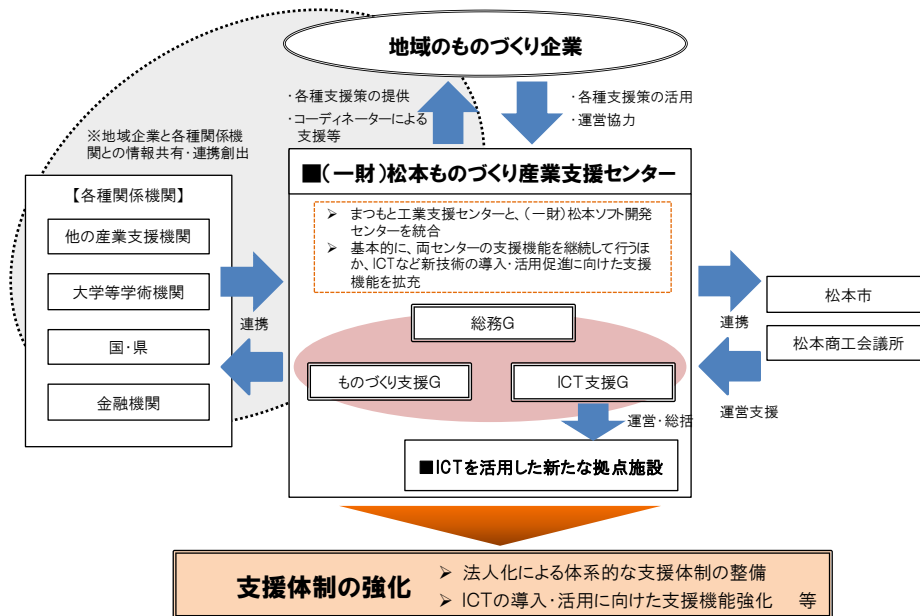 地域のものづくり企業
・各種支援策の提供
・コーディネーターによる
支援等
・各種支援策の活用
・運営協力
※地域企業と各種関係機
関との情報共有・連携創出
【各種関係機関】
他の産業支援機関
大学等学術機関
国・県
金融機関
連携
■(一財)松本ものづくり産業支援センター
➢ まつもと工業支援センターと、(一財)松本ソフト開発
センターを統合
➢ 基本的に、両センターの支援機能を継続して行うほ
か、ICTなど新技術の導入・活用促進に向けた支援
機能を拡充
総務G
ものづくり支援G
ICT支援G
運営・総括
■ICTを活用した新たな拠点施設
連携
松本市
松本商工会議所
運営支援
支援体制の強化
➢ 法人化による体系的な支援体制の整備
➢ ICTの導入・活用に向けた支援機能強化 等